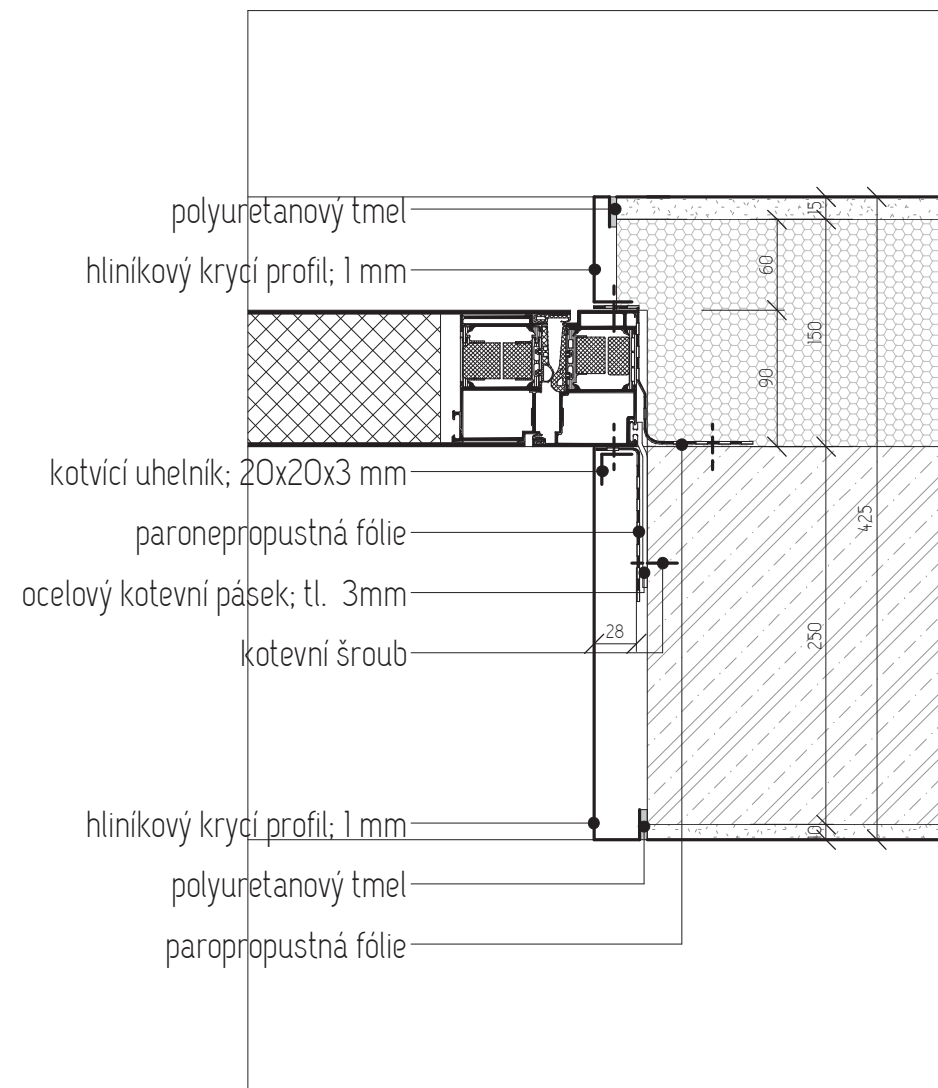 polyuretanový tmel
hliníkový krycí profil; 1 mm
kotvící uhelník; 20x20x3 mm
paronepropustná fólie
ocelový kotevní pásek; tl. 3mm
kotevní šroub
hliníkový krycí profil; 1 mm
polyuretanový tmel
paropropustná fólie
28
60
90
15
150
250
10
425